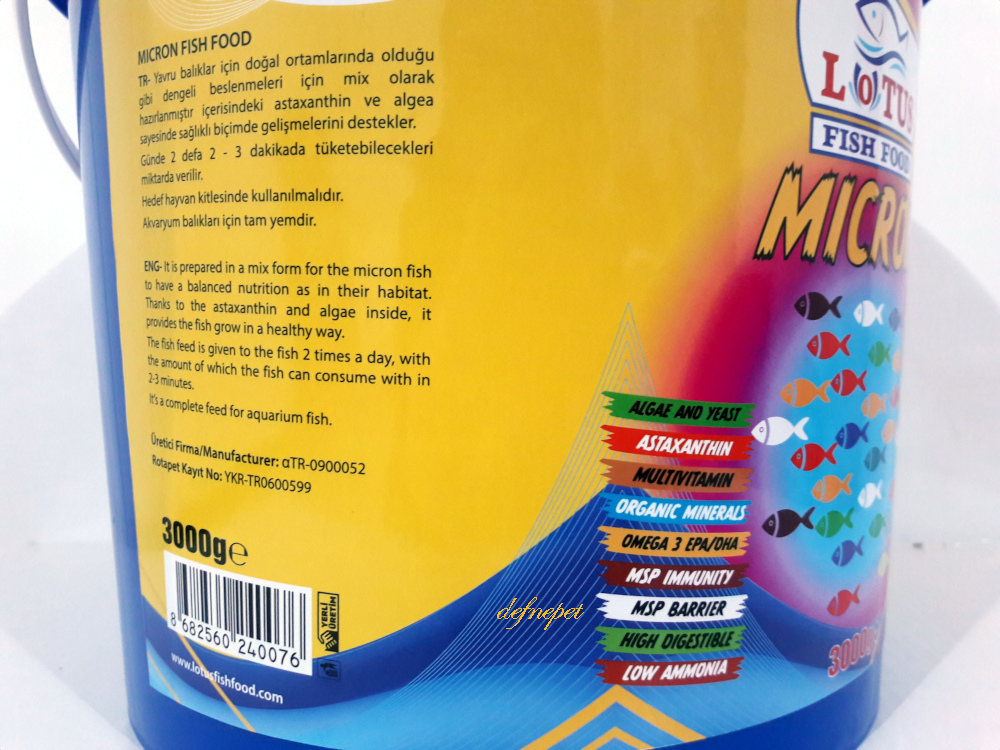 MICRON FISH FOOD
TR- Yavru balıklar için doğal ortamlarında olduğu
gibi dengeli beslenmeleri için mix olarak
hazırlanmıştır içerisindeki astaxanthin ve algea
sayesinde sağlıklı biçimde gelişmelerini destekler.
Günde 2 defa 2 - 3 dakikada tüketebilecekleri
miktarda verilir.
Hedef hayvan kitlesinde kullanılmalıdır.
Akvaryum balıkları için tam yemdir.
ENG- It is prepared in a mix form for the micron fish
to have a balanced nutrition as in their habitat.
Thanks to the astaxanthin and algae inside, it
provides the fish grow in a healthy way.
The fish feed is given to the fish 2 times a day, with
the amount of which the fish can consume with in
2-3 minutes.
It's a complete feed for aquarium fish.
Üretici Firma/Manufacturer: αTR-0900052
Rotapet Kayıt No: YKR-TR0600599
3000g℮
8 682560 240076
YERLİ
ÜRETİM
www.lotusfishfood.com
LOTUS
FISH FOOD
MICRO
ALGAE AND YEAST
ASTAXANTHIN
MULTIVITAMIN
ORGANIC MINERALS
OMEGA 3 EPA/DHA
MSP IMMUNITY
MSP BARRIER
HIGH DIGESTIBLE
LOW AMMONIA
defnepet
3000g